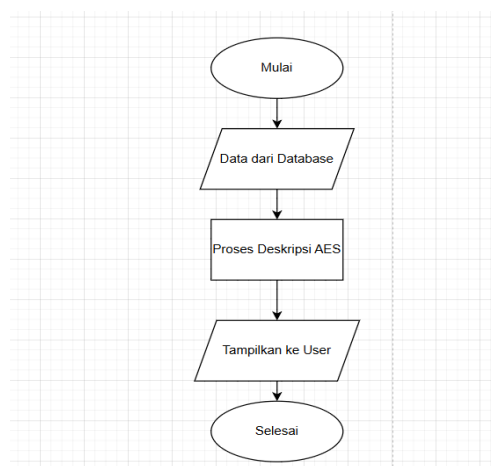 Mulai
Data dari Database
Proses Deskripsi AES
Tampilkan ke User
Selesai